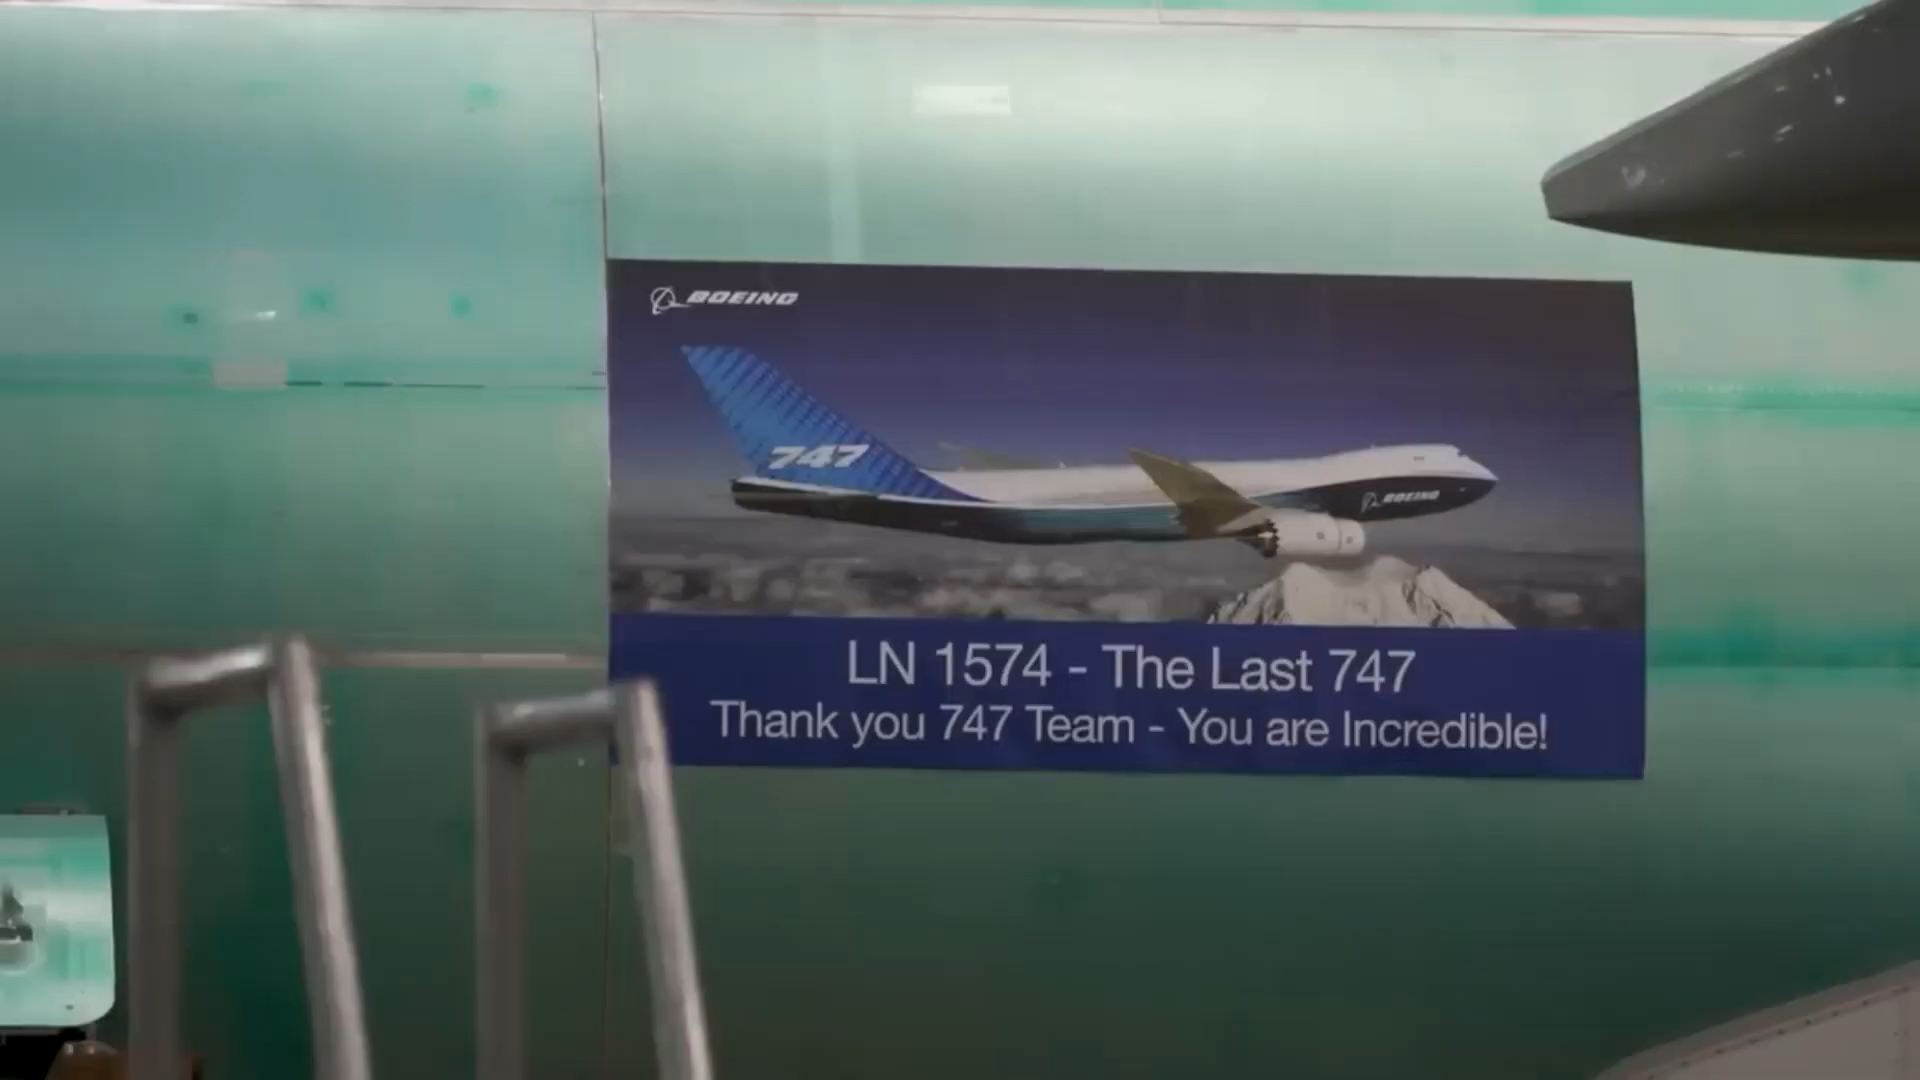 BOEING
747
BOEING
LN 1574 - The Last 747
Thank you 747 Team - You are Incredible!